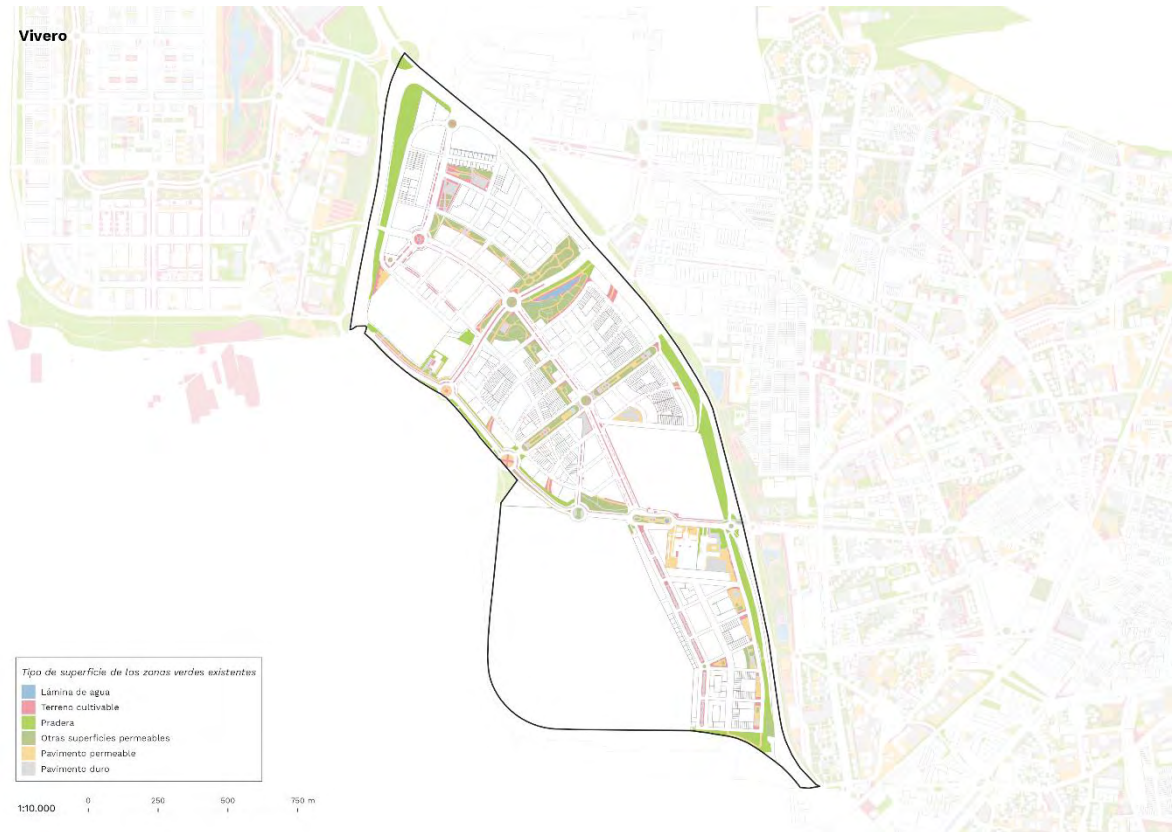 Vivero
Tipo de superficie de las zonas verdes existentes
Lámina de agua
Terreno cultivable
Pradera
Otras superficies permeables
Pavimento permeable
Pavimento duro
1:10.000
0 250 500 750 m